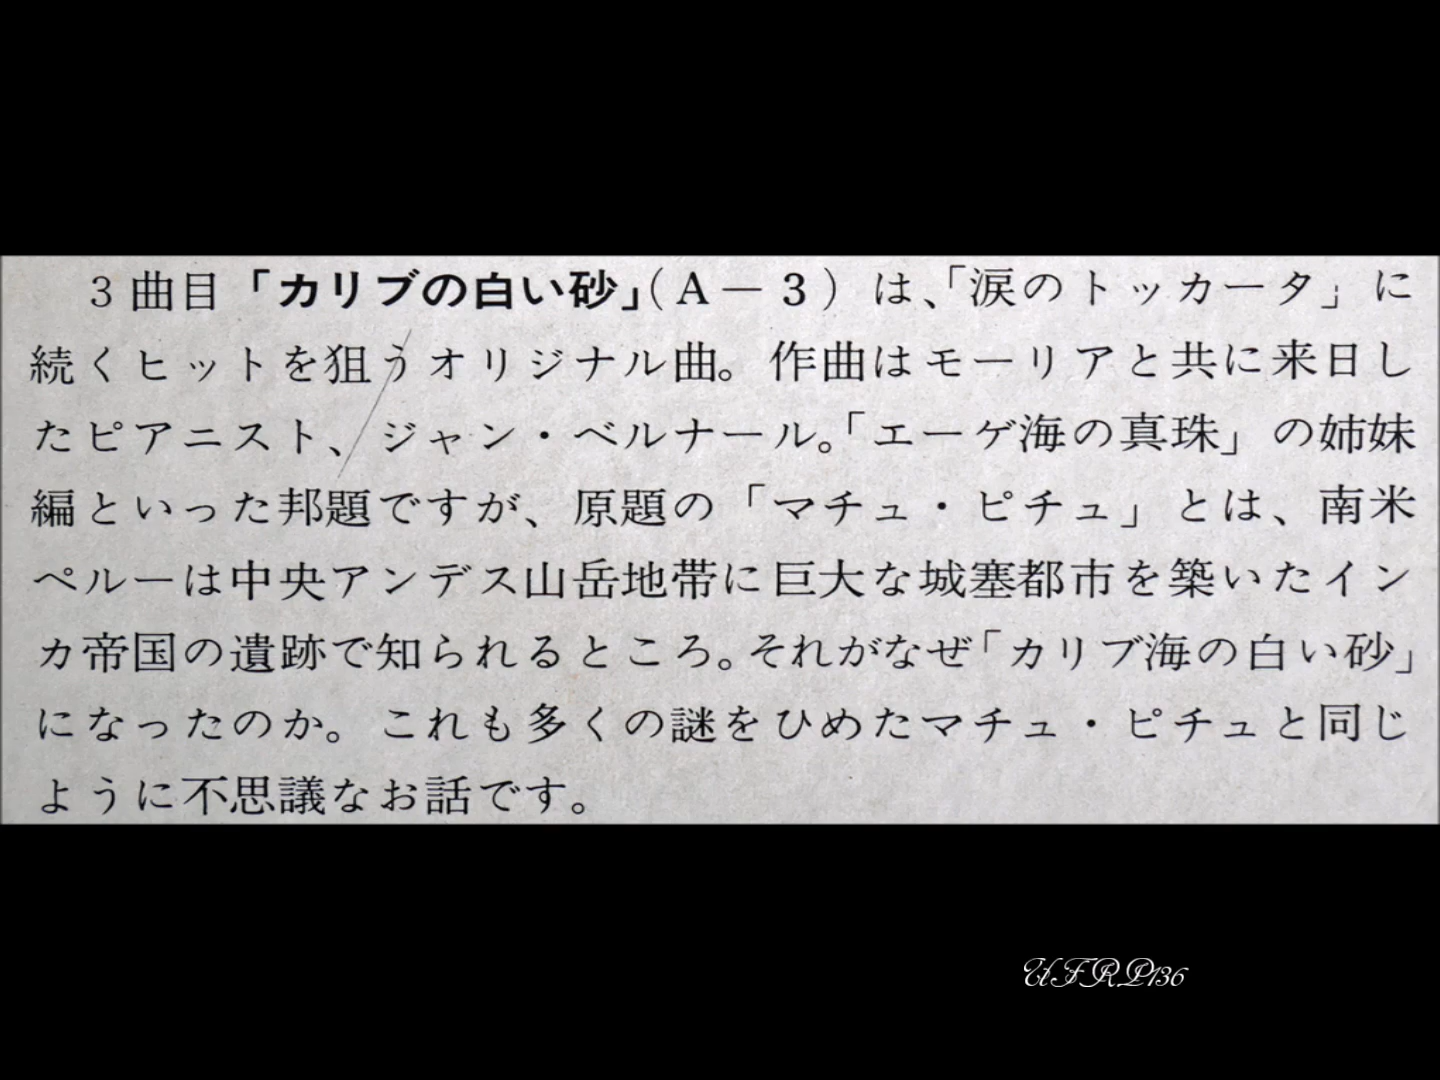 3曲目「カリブの白い砂」(A－3)は、「涙のトッカータ」に
続くヒットを狙うオリジナル曲。作曲はモーリアと共に来日し
たピアニスト、ジャン・ベルナール。「エーゲ海の真珠」の姉妹
編といった邦題ですが、原題の「マチュ・ピチュ」とは、南米
ペルーは中央アンデス山岳地帯に巨大な城塞都市を築いたイン
カ帝国の遺跡で知られるところ。それがなぜ「カリブ海の白い砂」
になったのか。これも多くの謎をひめたマチュ・ピチュと同じ
ように不思議なお話です。
UFRP136